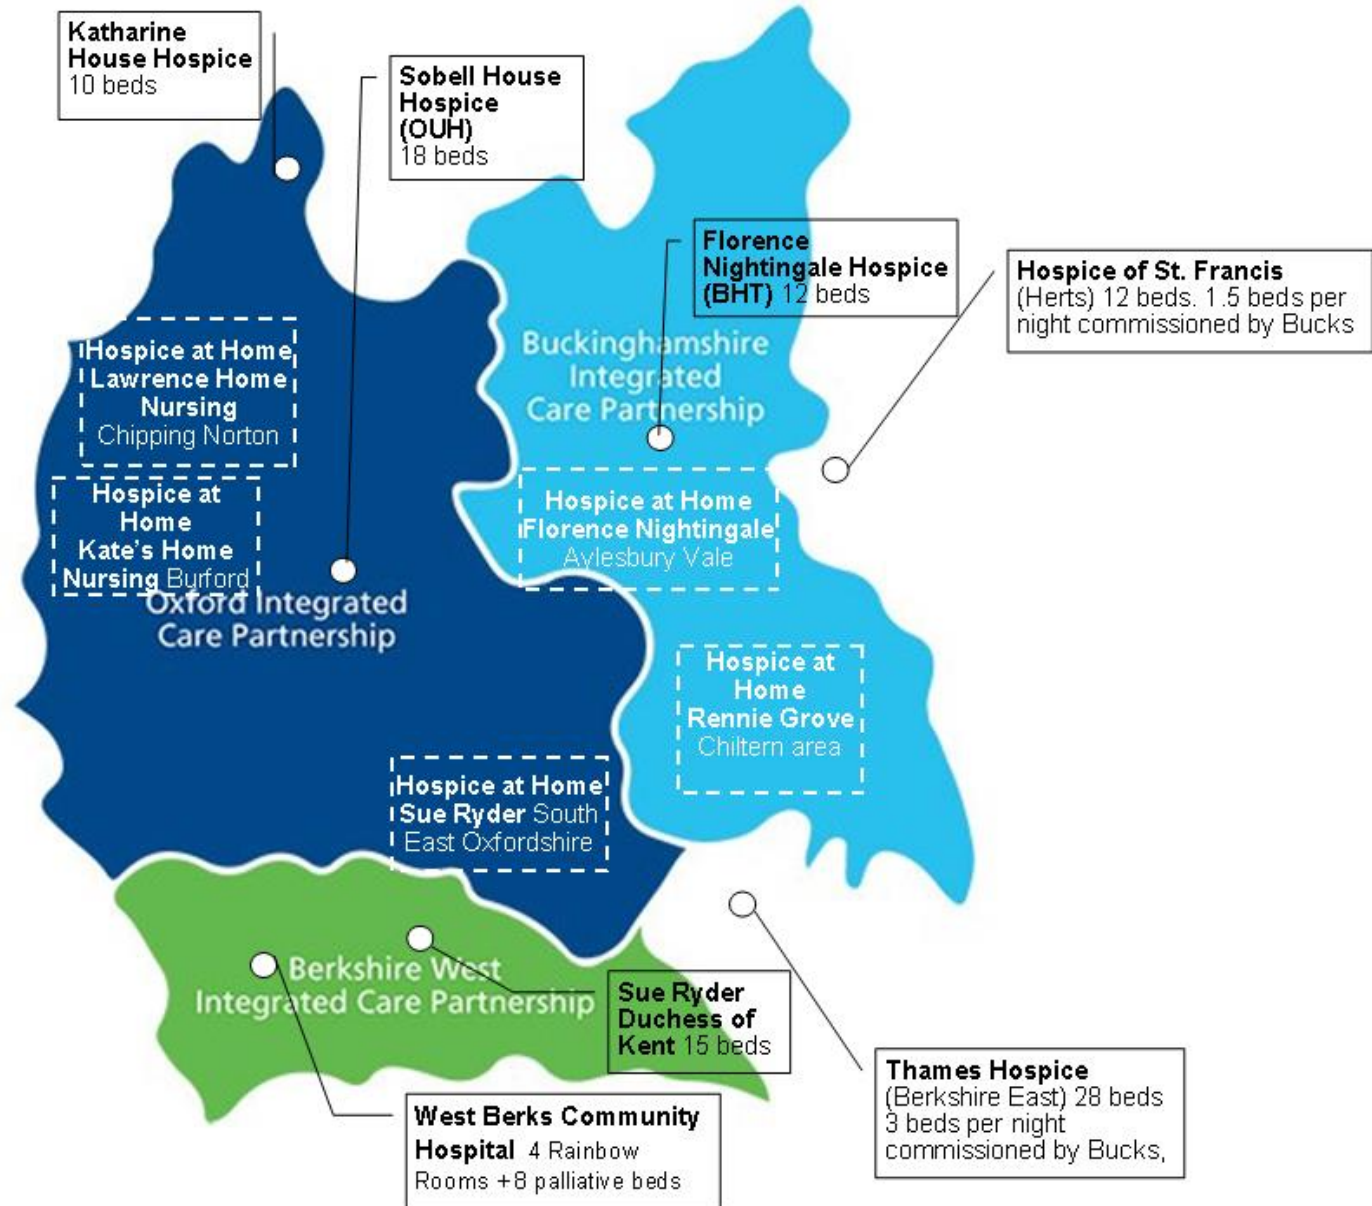 Katharine
House Hospice
10 beds
Sobell House
Hospice
(OUH)
18 beds
Florence
Nightingale Hospice
(BHT) 12 beds
Hospice of St. Francis
(Herts) 12 beds. 1.5 beds per
night commissioned by Bucks
Buckinghamshire
Integrated
Care Partnership
Hospice at Home
Lawrence Home
Nursing
Chipping Norton
Hospice at
Home
Kate's Home
Nursing Burford
Oxford Integrated
Care Partnership
Hospice at Home
Florence Nightingale
Aylesbury Vale
Hospice at
Home
Rennie Grove
Chiltern area
Hospice at Home
Sue Ryder South
East Oxfordshire
Berkshire West
Integrated Care Partnership
Sue Ryder
Duchess of
Kent 15 beds
Thames Hospice
(Berkshire East) 28 beds
3 beds per night
commissioned by Bucks,
West Berks Community
Hospital 4 Rainbow
Rooms +8 palliative beds